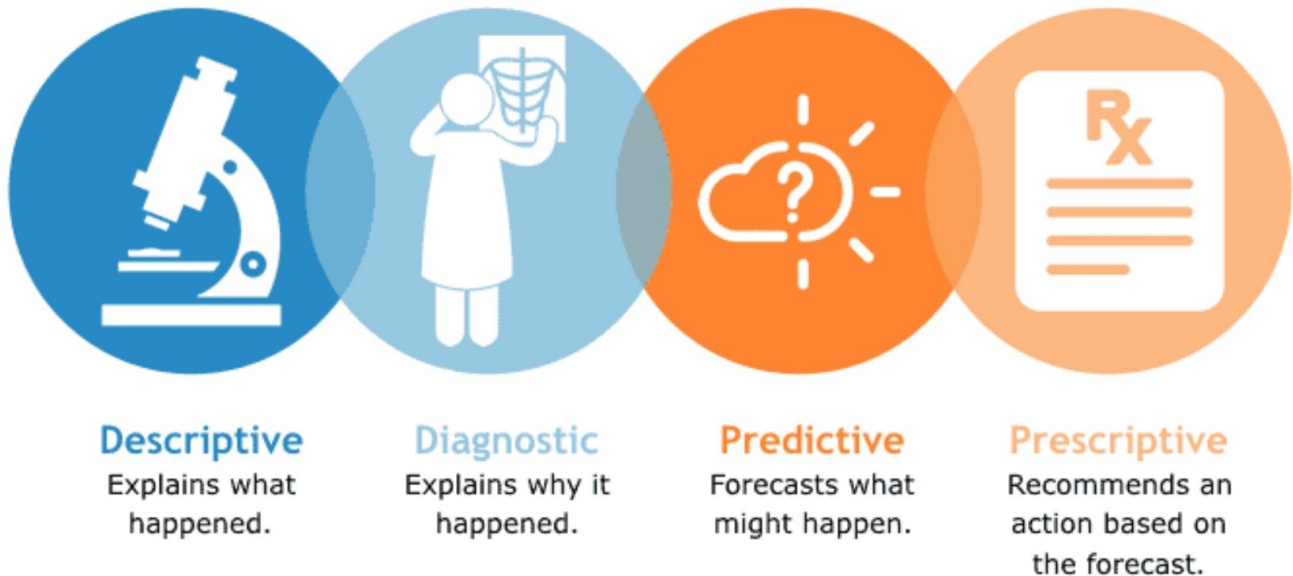 ?
Rx
Descriptive
Explains what
happened.
Diagnostic
Explains why it
happened.
Predictive
Forecasts what
might happen.
Prescriptive
Recommends an
action based on
the forecast.